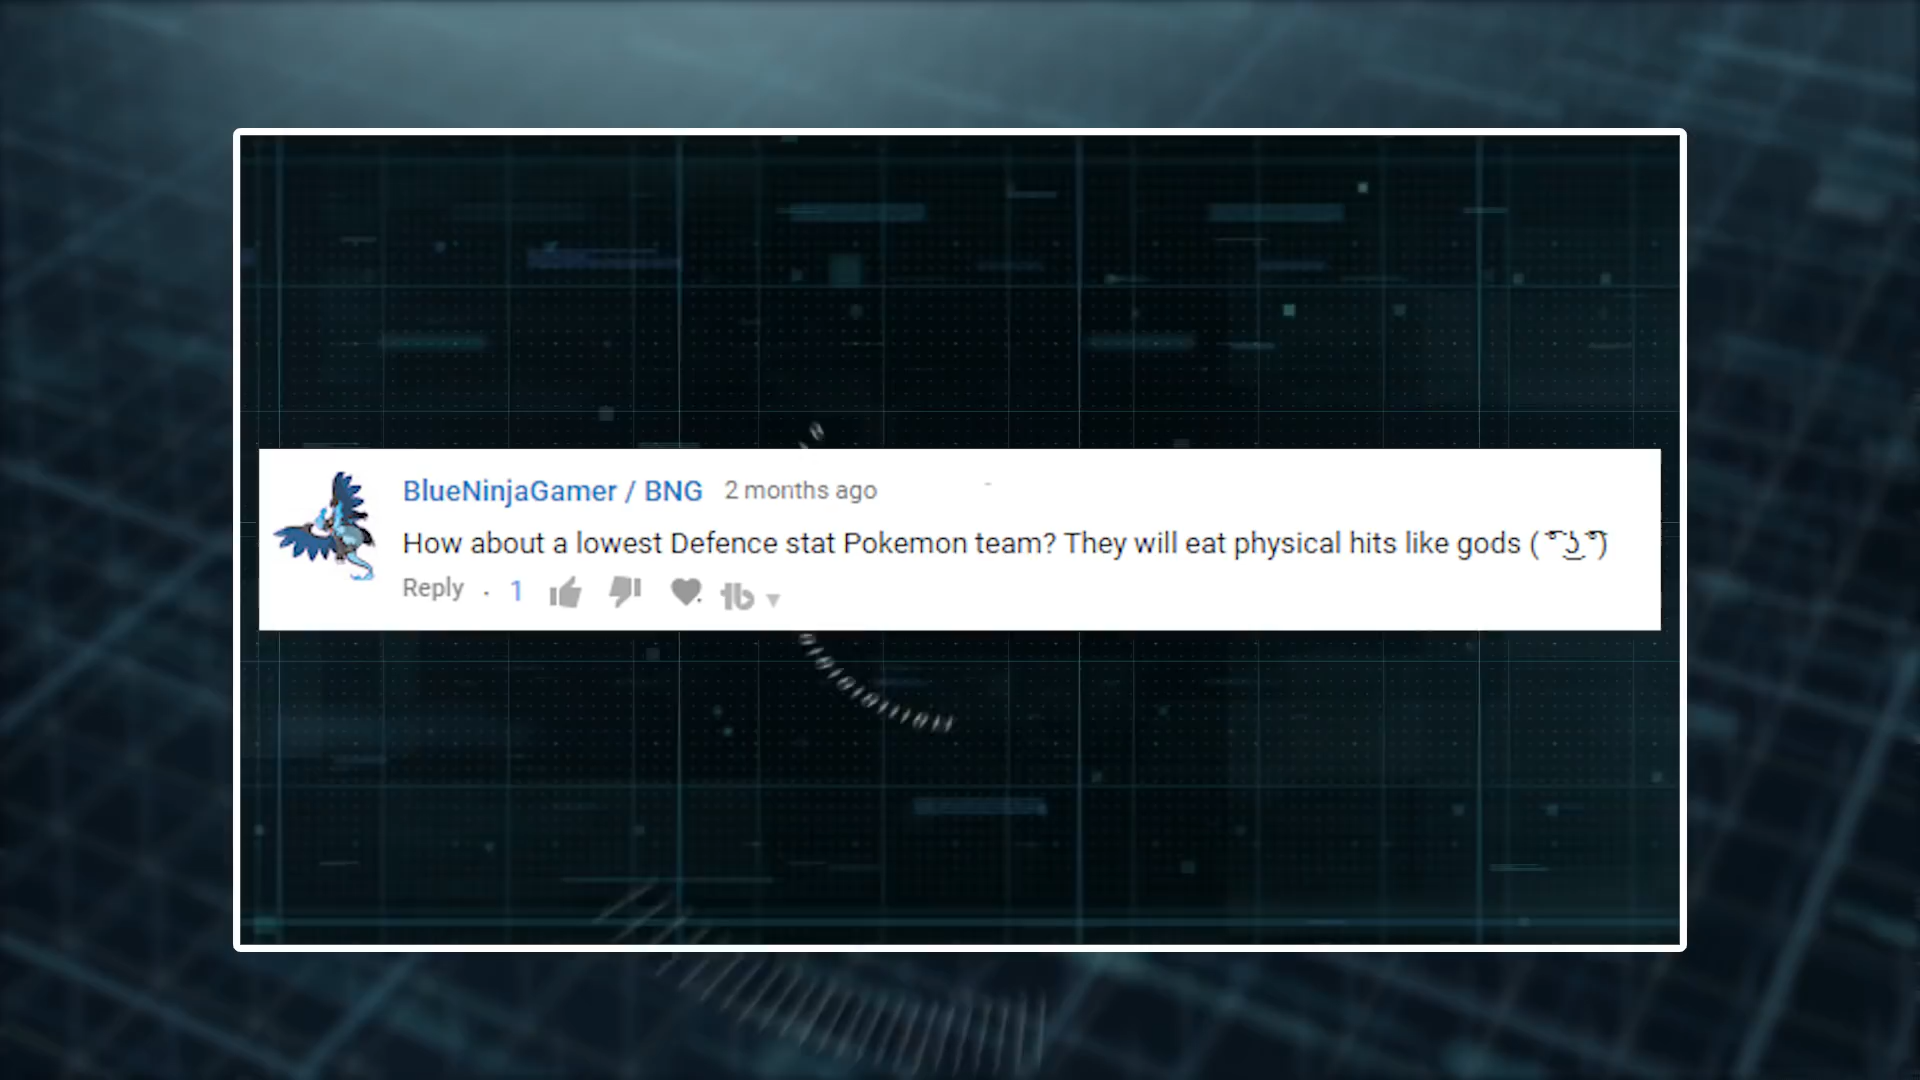 BlueNinjaGamer / BNG 2 months ago
How about a lowest Defence stat Pokemon team? They will eat physical hits like gods ( ͡° ͜ʖ ͡°)
Reply · 1